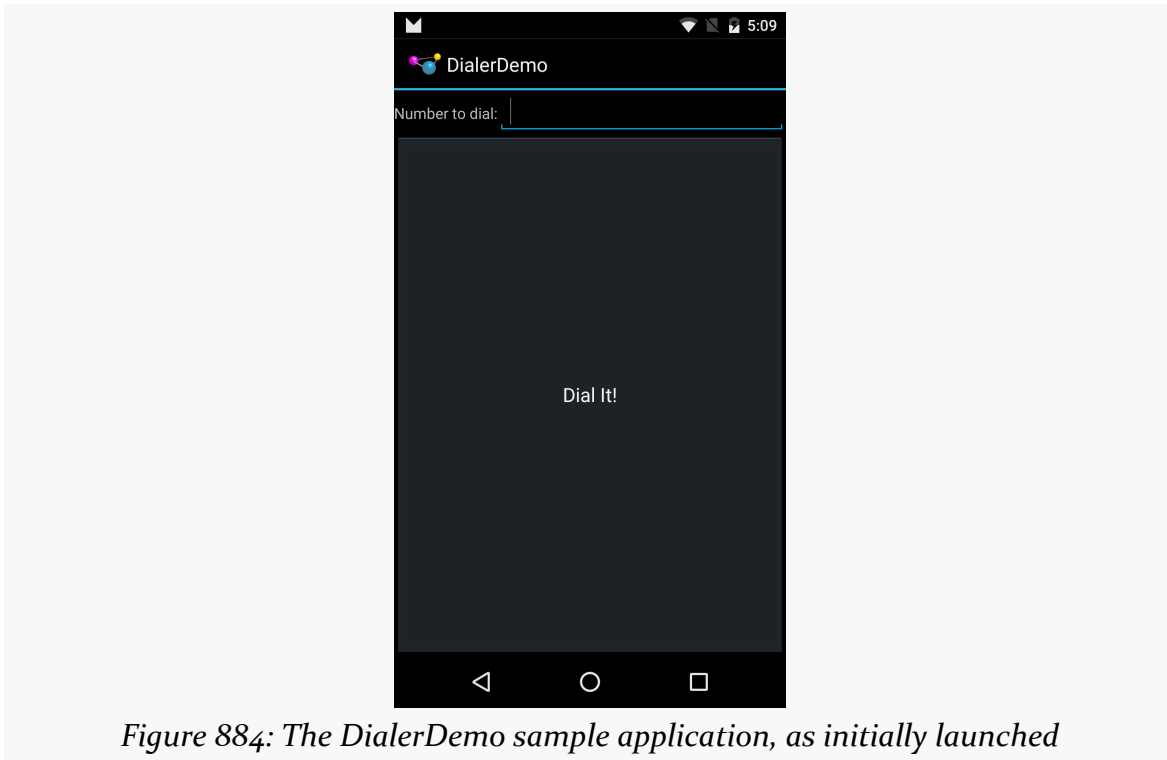 5:09
DialerDemo
Number to dial:
Dial It!
Figure 884: The DialerDemo sample application, as initially launched